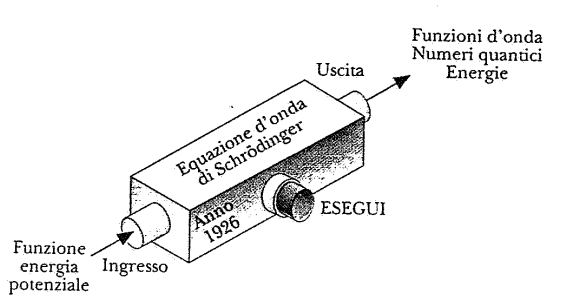 Funzioni d'onda
Numeri quantici
Energie
Uscita
Equazione d'onda
di Schrödinger
Anno
1926
ESEGUI
Funzione
energia
potenziale
Ingresso